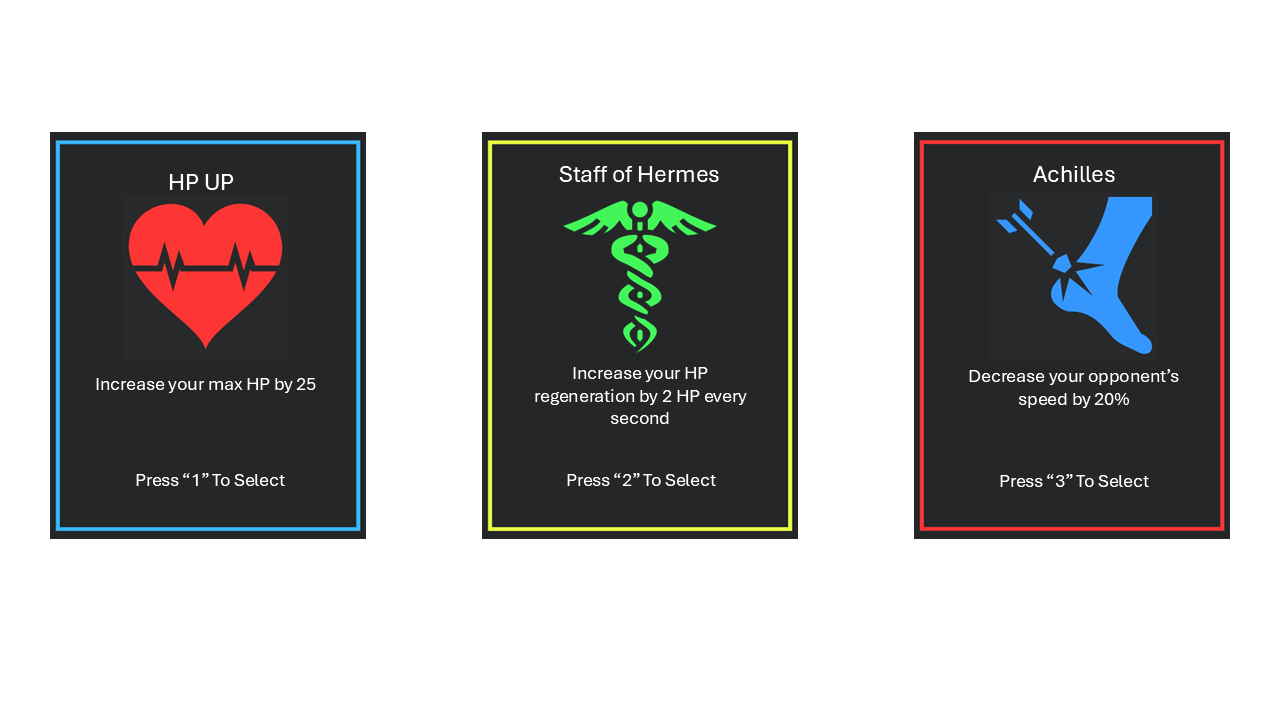 HP UP
Increase your max HP by 25
Press “1” To Select
Staff of Hermes
Increase your HP
regeneration by 2 HP every
second
Press “2” To Select
Achilles
Decrease your opponent’s
speed by 20%
Press “3” To Select